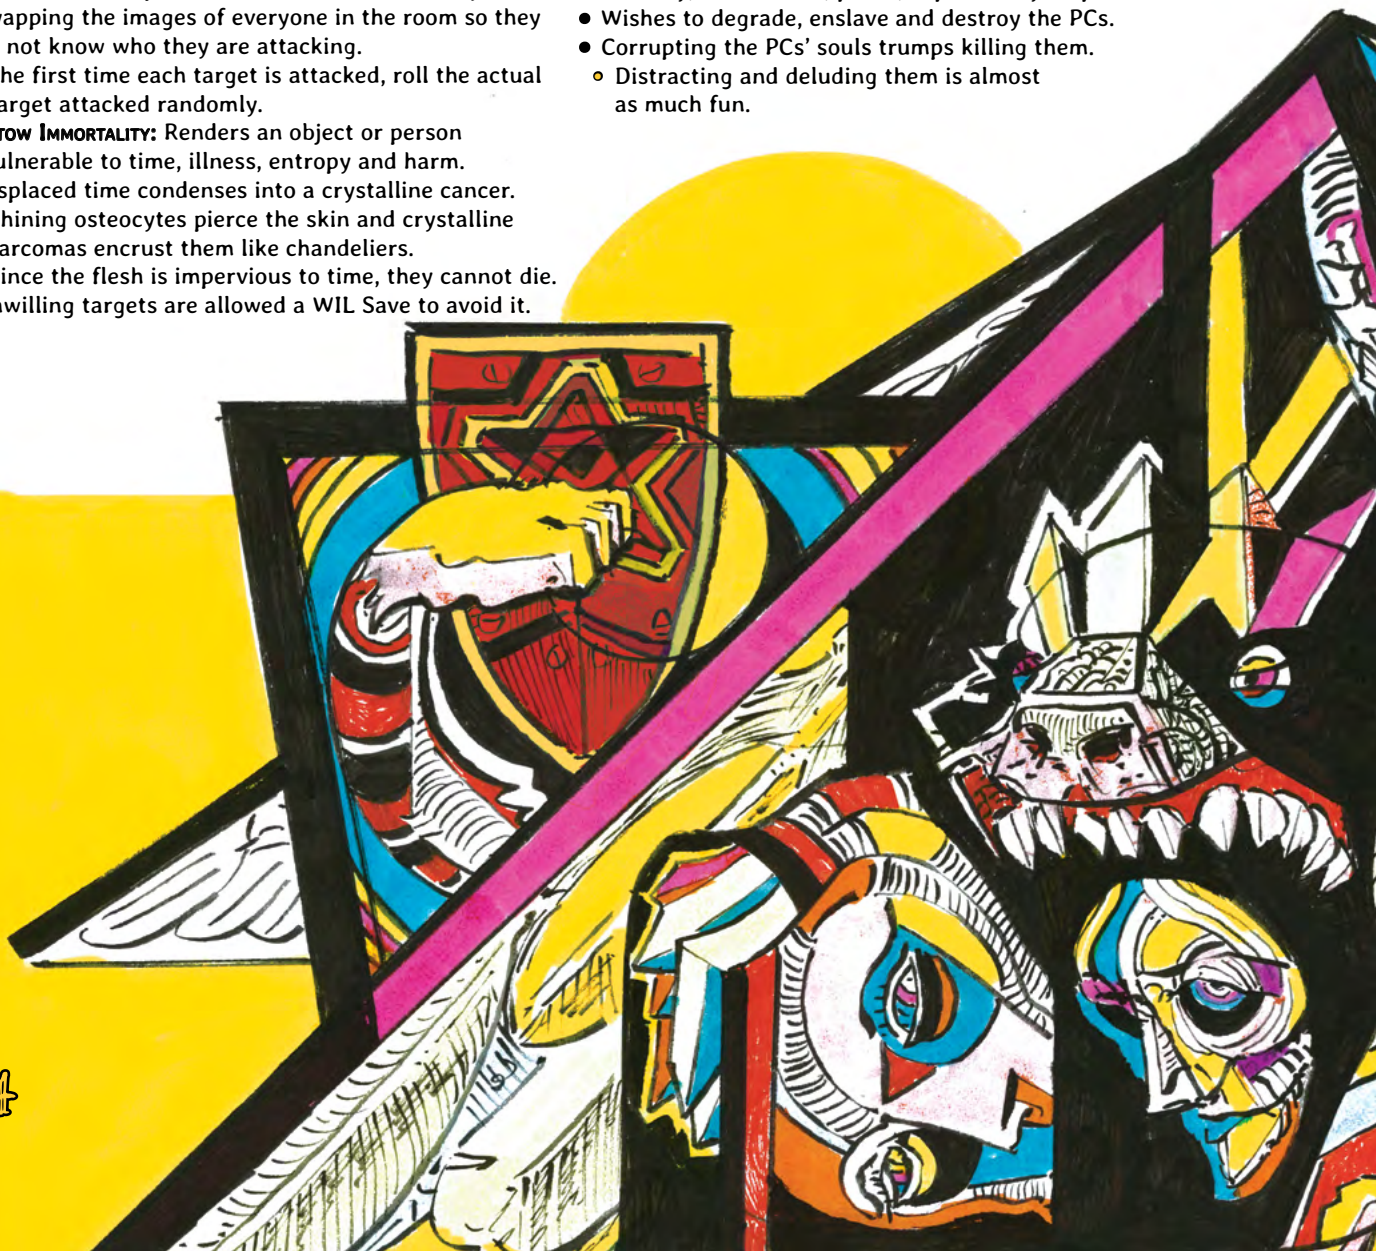 wapping the images of everyone in the room so they
not know who they are attacking.
he first time each target is attacked, roll the actual
arget attacked randomly.
TOW IMMORTALITY: Renders an object or person
ulnerable to time, illness, entropy and harm.
splaced time condenses into a crystalline cancer.
hining osteocytes pierce the skin and crystalline
arcomas encrust them like chandeliers.
ince the flesh is impervious to time, they cannot die.
willing targets are allowed a WIL Save to avoid it.
• Wishes to degrade, enslave and destroy the PCs.
• Corrupting the PCs' souls trumps killing them.
• Distracting and deluding them is almost
as much fun.
4